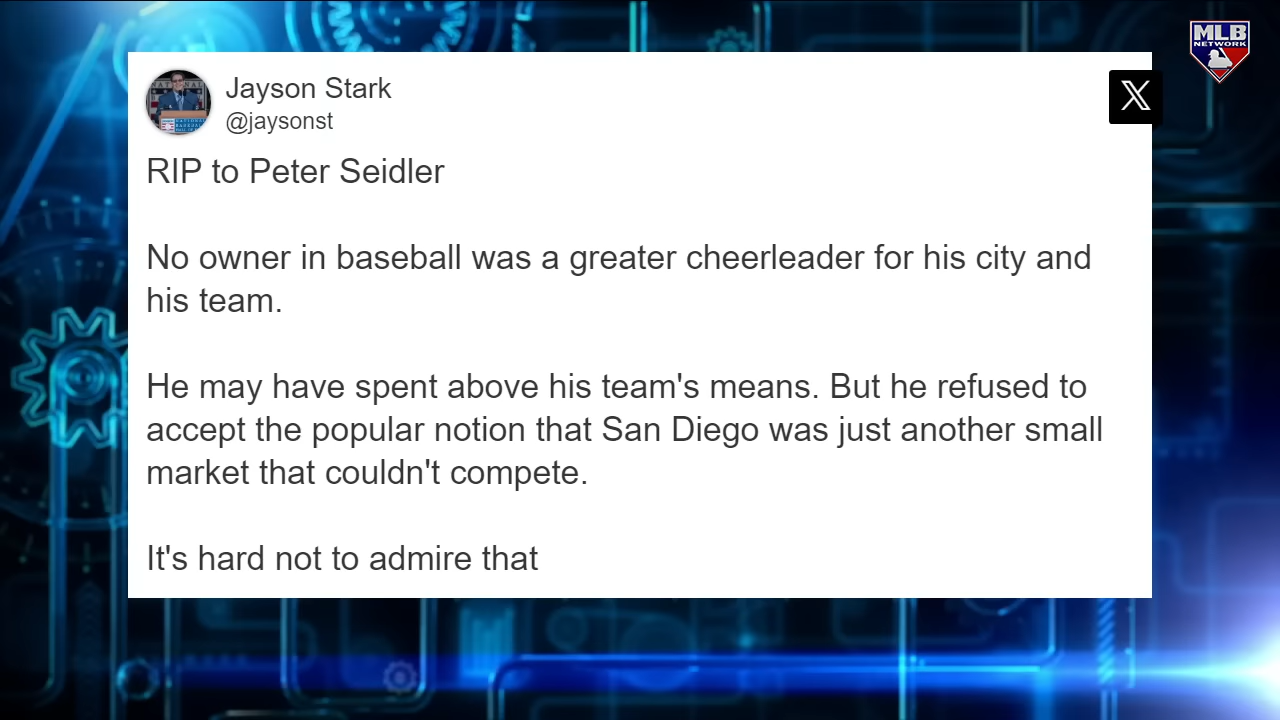 MLB
NETWORK
Jayson Stark
@jaysonst
X
RIP to Peter Seidler
No owner in baseball was a greater cheerleader for his city and
his team.
He may have spent above his team's means. But he refused to
accept the popular notion that San Diego was just another small
market that couldn't compete.
It's hard not to admire that